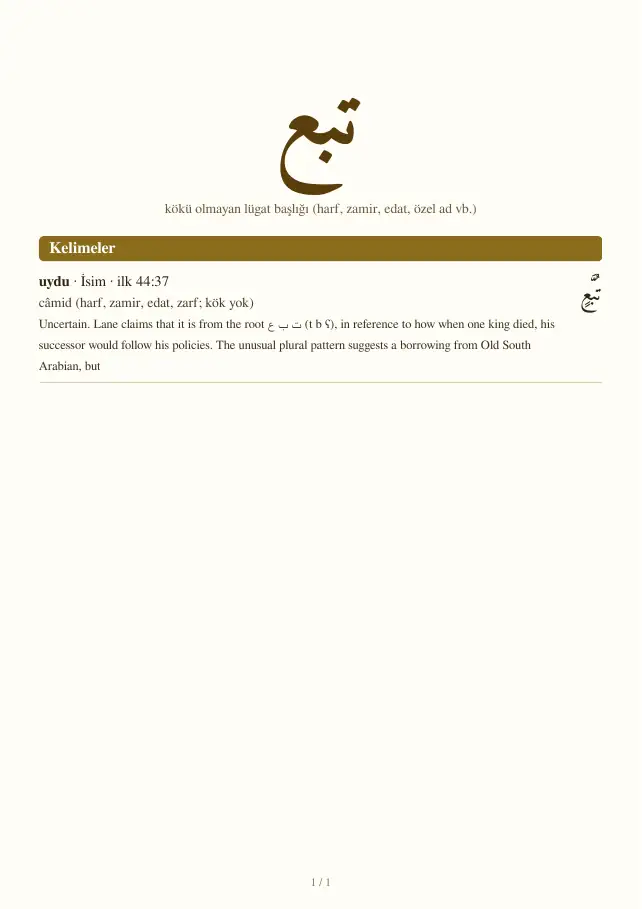 تبع
kökü olmayan lügat başlığı (harf, zamir, edat, özel ad vb.)
Kelimeler
uydu · İsim · ilk 44:37
تُبَّعٍ
câmid (harf, zamir, edat, zarf; kök yok)
Uncertain. Lane claims that it is from the root ت ب ع (t b ʕ), in reference to how when one king died, his
successor would follow his policies. The unusual plural pattern suggests a borrowing from Old South
Arabian, but
1 / 1